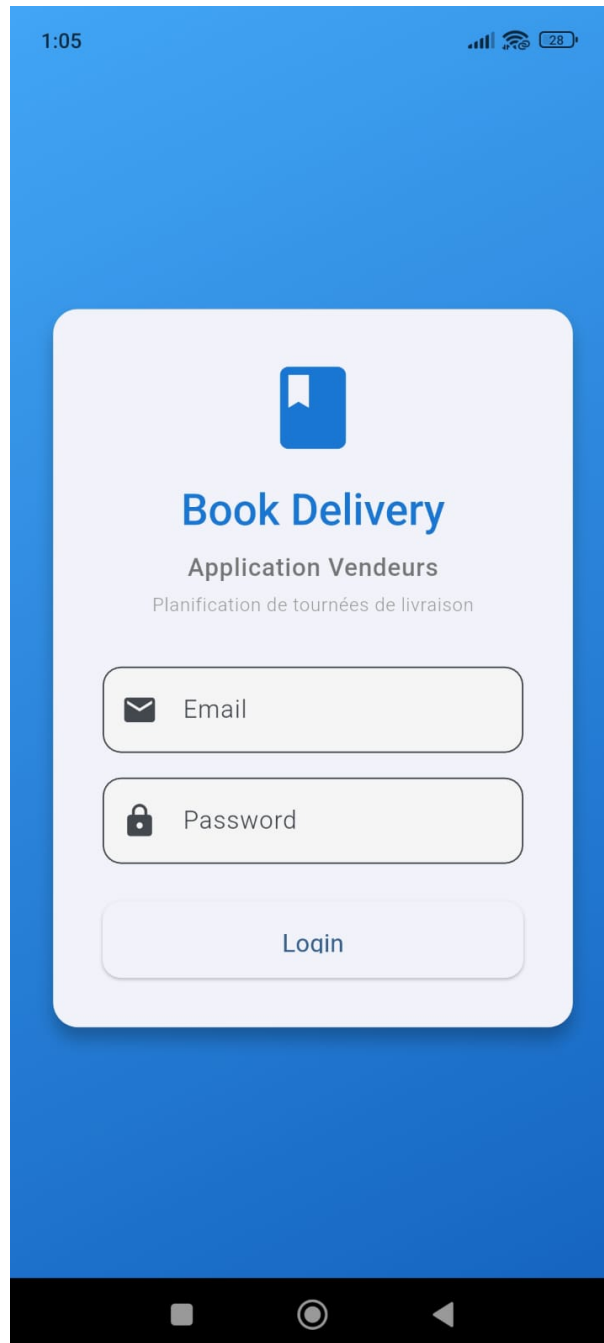 1:05
28
Book Delivery
Application Vendeurs
Planification de tournées de livraison
Email
Password
Login